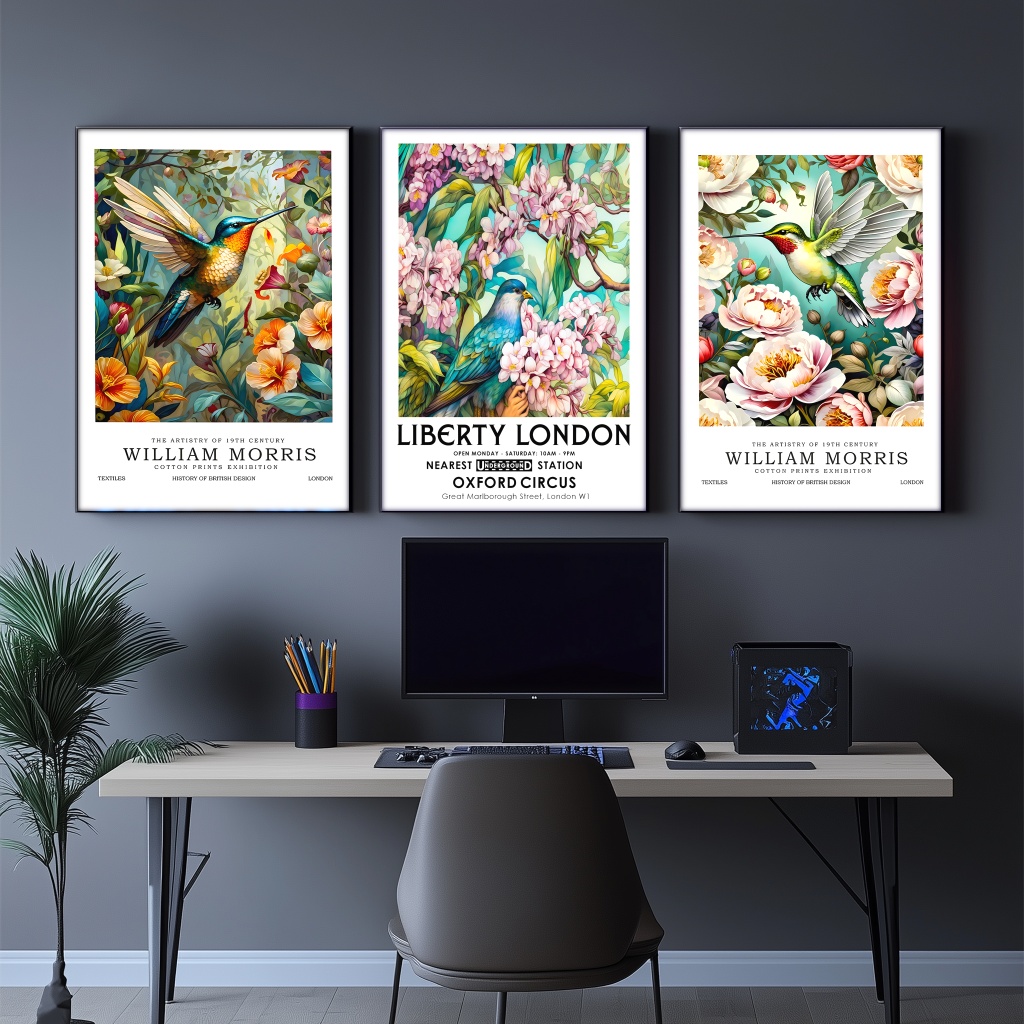 THE ARTISTRY OF 19TH CENTURY
WILLIAM MORRIS
COTTON PRINTS EXHIBITION
TEXTILES HISTORY OF BRITISH DESIGN LONDON
LIBERTY LONDON
OPEN MONDAY - SATURDAY: 10AM - 9PM
NEAREST UNDERGROUND STATION
OXFORD CIRCUS
Great Marlborough Street, London W1
THE ARTISTRY OF 19TH CENTURY
WILLIAM MORRIS
COTTON PRINTS EXHIBITION
TEXTILES HISTORY OF BRITISH DESIGN LONDON